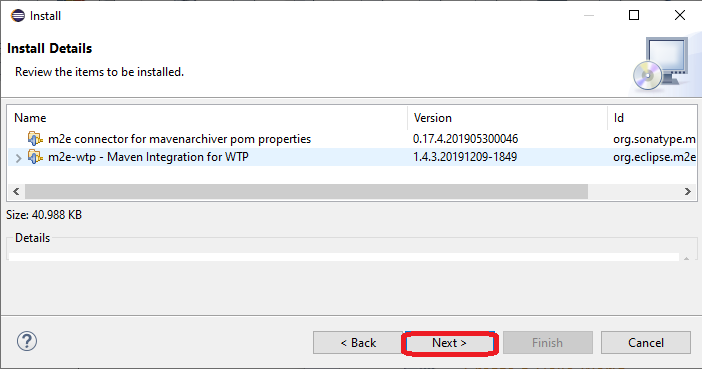 Install
Install Details
Review the items to be installed.
Name Version Id
m2e connector for mavenarchiver pom properties 0.17.4.201905300046 org.sonatype.m
m2e-wtp - Maven Integration for WTP 1.4.3.20191209-1849 org.eclipse.m2e
Size: 40.988 KB
Details
? < Back Next > Finish Cancel